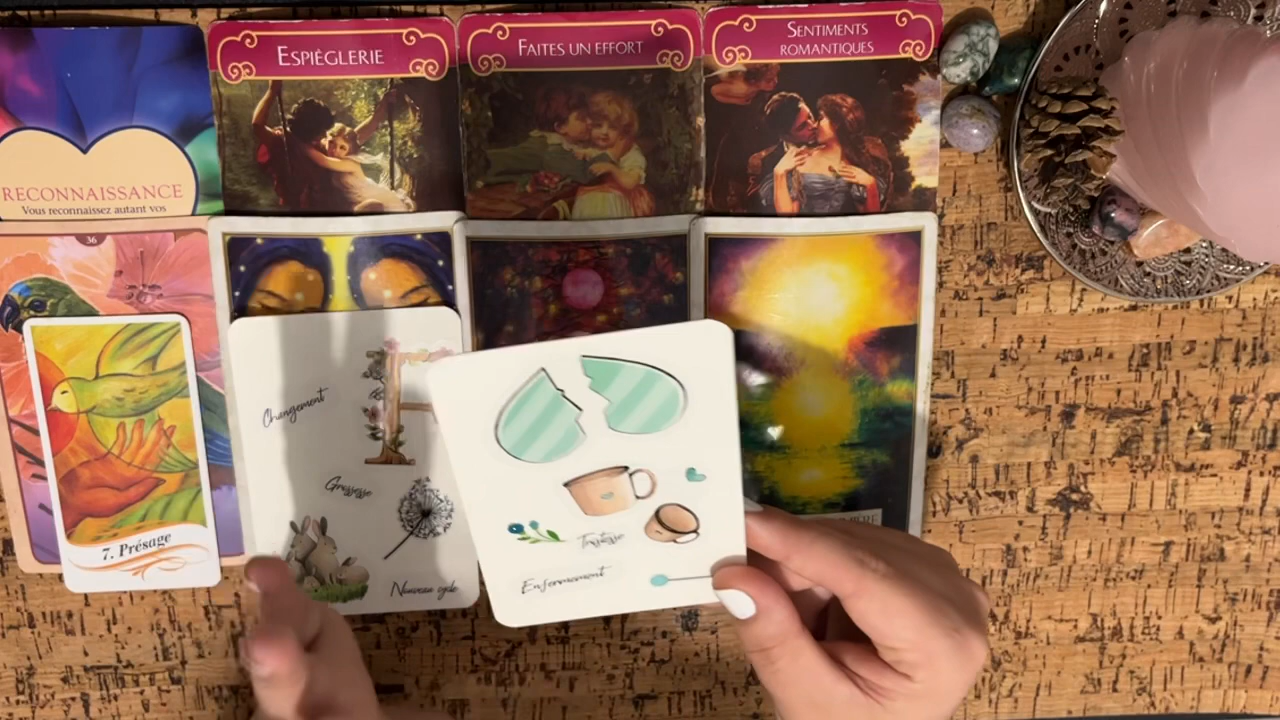 ESPIÈGLERIE
FAITES UN EFFORT
SENTIMENTS
ROMANTIQUES
RECONNAISSANCE
Vous reconnaissez autant vos
36
Changement
Grossesse
Nouveau cycle
7. Présage
Tristesse
Enfermement